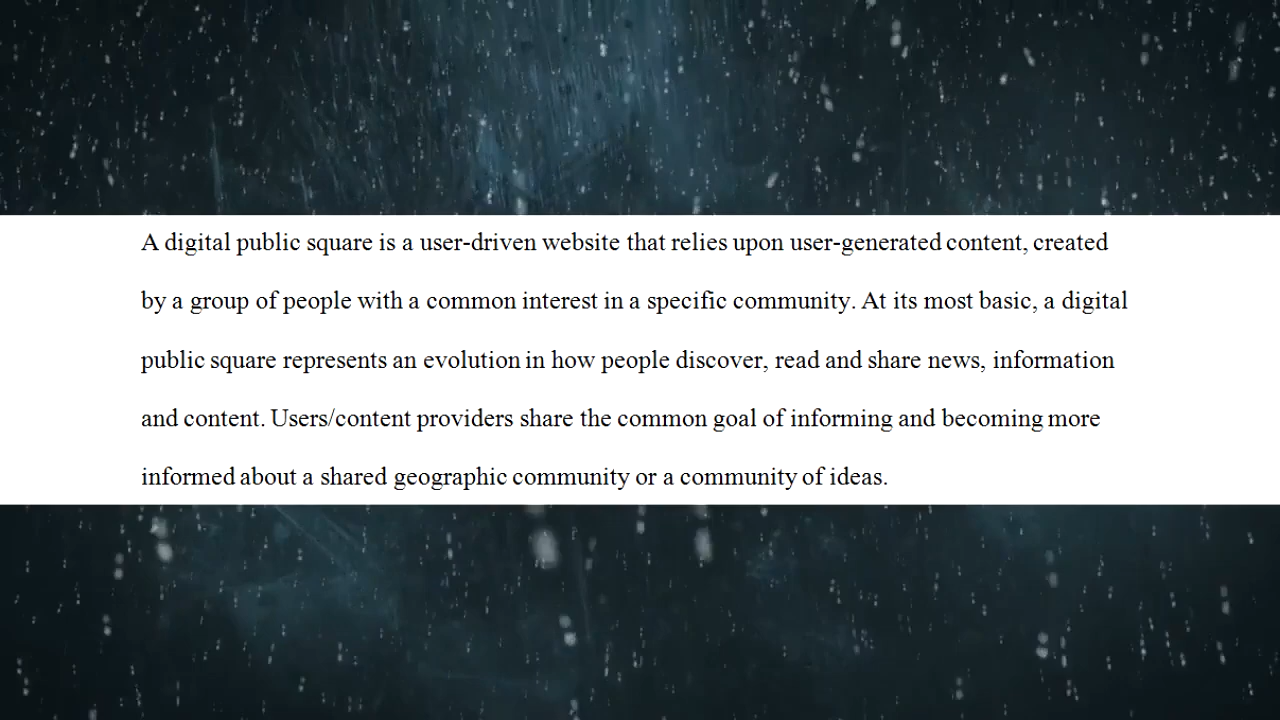 A digital public square is a user-driven website that relies upon user-generated content, created
by a group of people with a common interest in a specific community. At its most basic, a digital
public square represents an evolution in how people discover, read and share news, information
and content. Users/content providers share the common goal of informing and becoming more
informed about a shared geographic community or a community of ideas.